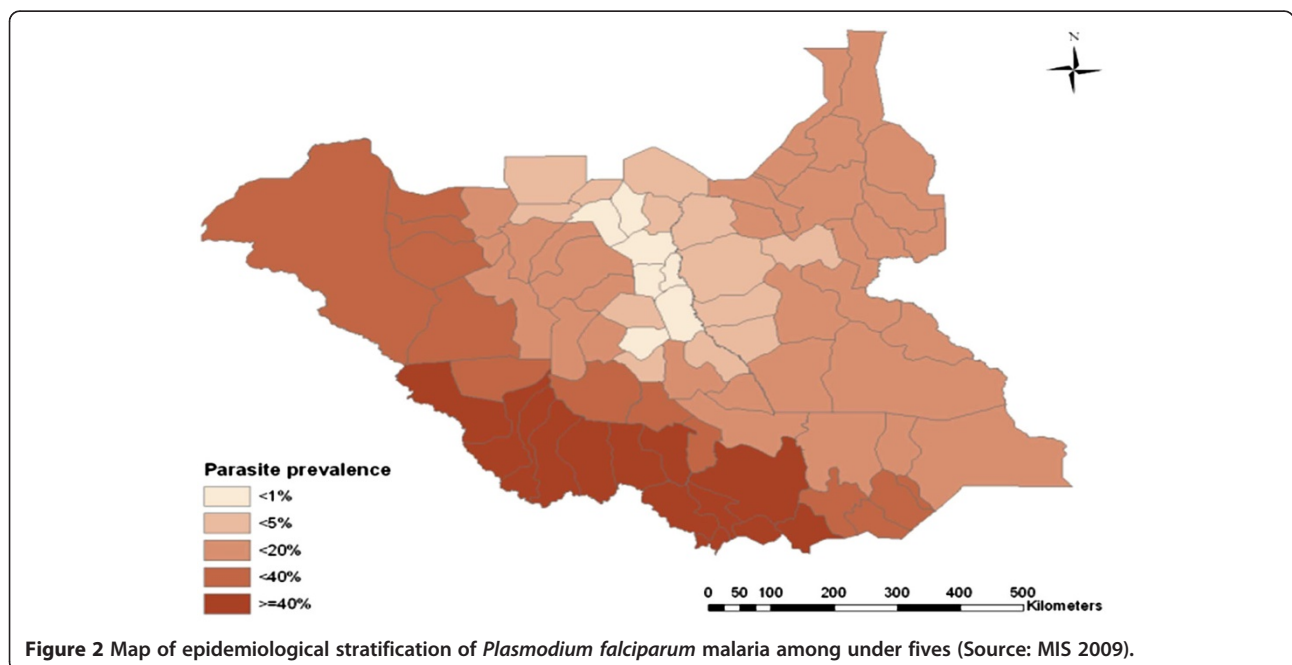 N
Parasite prevalence
<1%
<5%
<20%
<40%
>=40%
0 50 100 200 300 400 500
Kilometers
Figure 2 Map of epidemiological stratification of Plasmodium falciparum malaria among under fives (Source: MIS 2009).